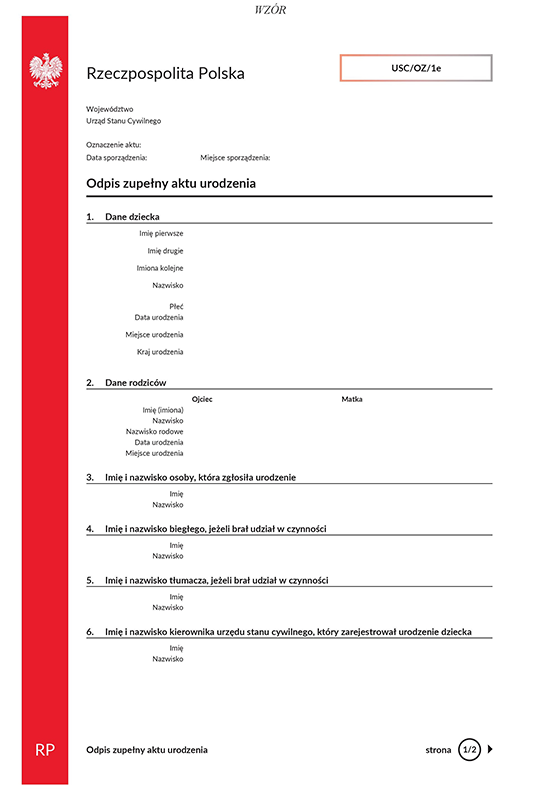 WZÓR
Rzeczpospolita Polska
USC/OZ/1e
Województwo
Urząd Stanu Cywilnego
Oznaczenie aktu:
Data sporządzenia: Miejsce sporządzenia:
Odpis zupełny aktu urodzenia
1. Dane dziecka
Imię pierwsze
Imię drugie
Imiona kolejne
Nazwisko
Płeć
Data urodzenia
Miejsce urodzenia
Kraj urodzenia
2. Dane rodziców
Ojciec Matka
Imię (imiona)
Nazwisko
Nazwisko rodowe
Data urodzenia
Miejsce urodzenia
3. Imię i nazwisko osoby, która zgłosiła urodzenie
Imię
Nazwisko
4. Imię i nazwisko biegłego, jeżeli brał udział w czynności
Imię
Nazwisko
5. Imię i nazwisko tłumacza, jeżeli brał udział w czynności
Imię
Nazwisko
6. Imię i nazwisko kierownika urzędu stanu cywilnego, który zarejestrował urodzenie dziecka
Imię
Nazwisko
RP Odpis zupełny aktu urodzenia strona 1/2